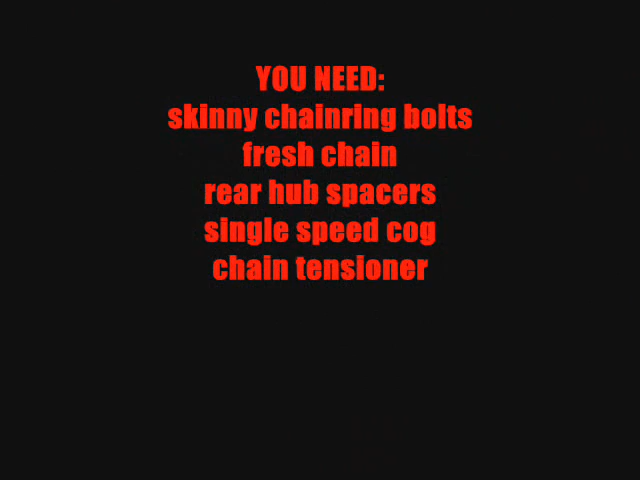 YOU NEED:
skinny chainring bolts
fresh chain
rear hub spacers
single speed cog
chain tensioner